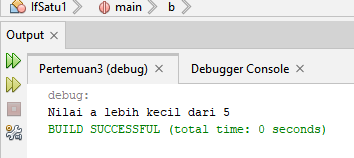 IfSatu1 main b
Output
Pertemuan3 (debug) Debugger Console
debug:
Nilai a lebih kecil dari 5
BUILD SUCCESSFUL (total time: 0 seconds)